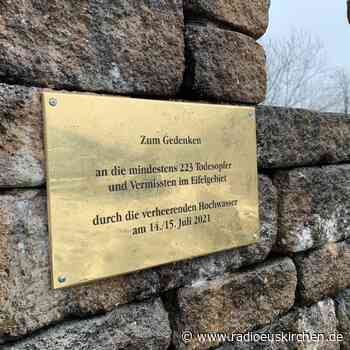 Zum Gedenken
an die mindestens 223 Todesopfer
und Vermissten im Eifelgebiet
durch die verheerenden Hochwasser
am 14./15. Juli 2021
© www.radioeuskirchen.de